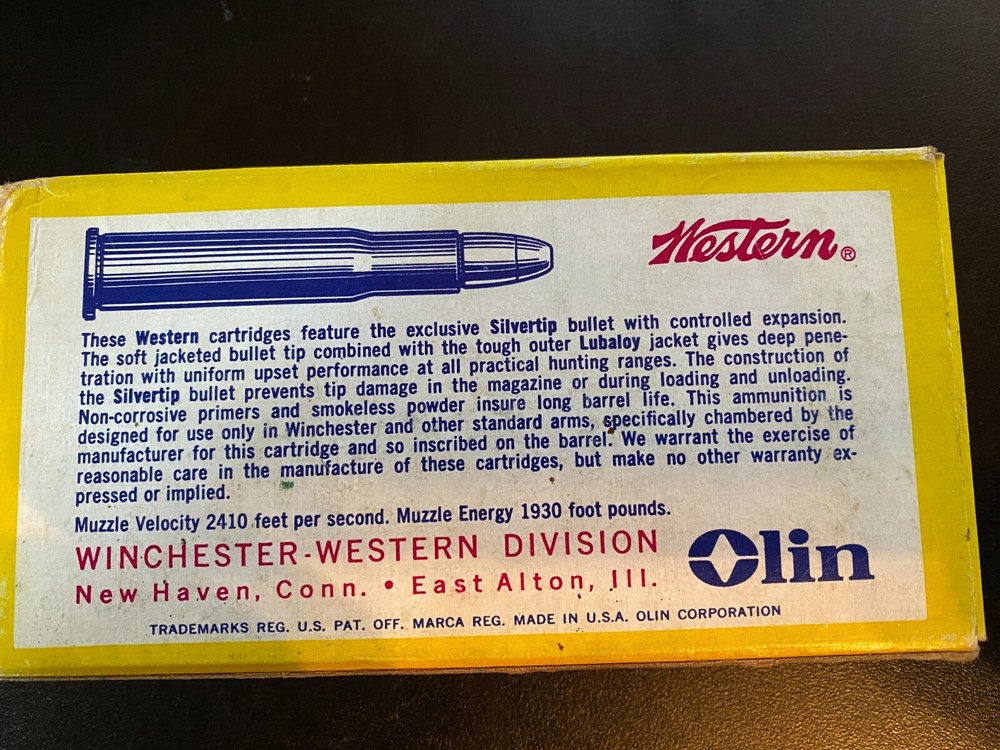 Western®
These Western cartridges feature the exclusive Silvertip bullet with controlled expansion.
The soft jacketed bullet tip combined with the tough outer Lubaloy jacket gives deep pene-
tration with uniform upset performance at all practical hunting ranges. The construction of
the Silvertip bullet prevents tip damage in the magazine or during loading and unloading.
Non-corrosive primers and smokeless powder insure long barrel life. This ammunition is
designed for use only in Winchester and other standard arms, specifically chambered by the
manufacturer for this cartridge and so inscribed on the barrel. We warrant the exercise of
reasonable care in the manufacture of these cartridges, but make no other warranty ex-
pressed or implied.
Muzzle Velocity 2410 feet per second. Muzzle Energy 1930 foot pounds.
WINCHESTER-WESTERN DIVISION
New Haven, Conn. • East Alton, Ill.
Olin
TRADEMARKS REG. U.S. PAT. OFF. MARCA REG. MADE IN U.S.A. OLIN CORPORATION